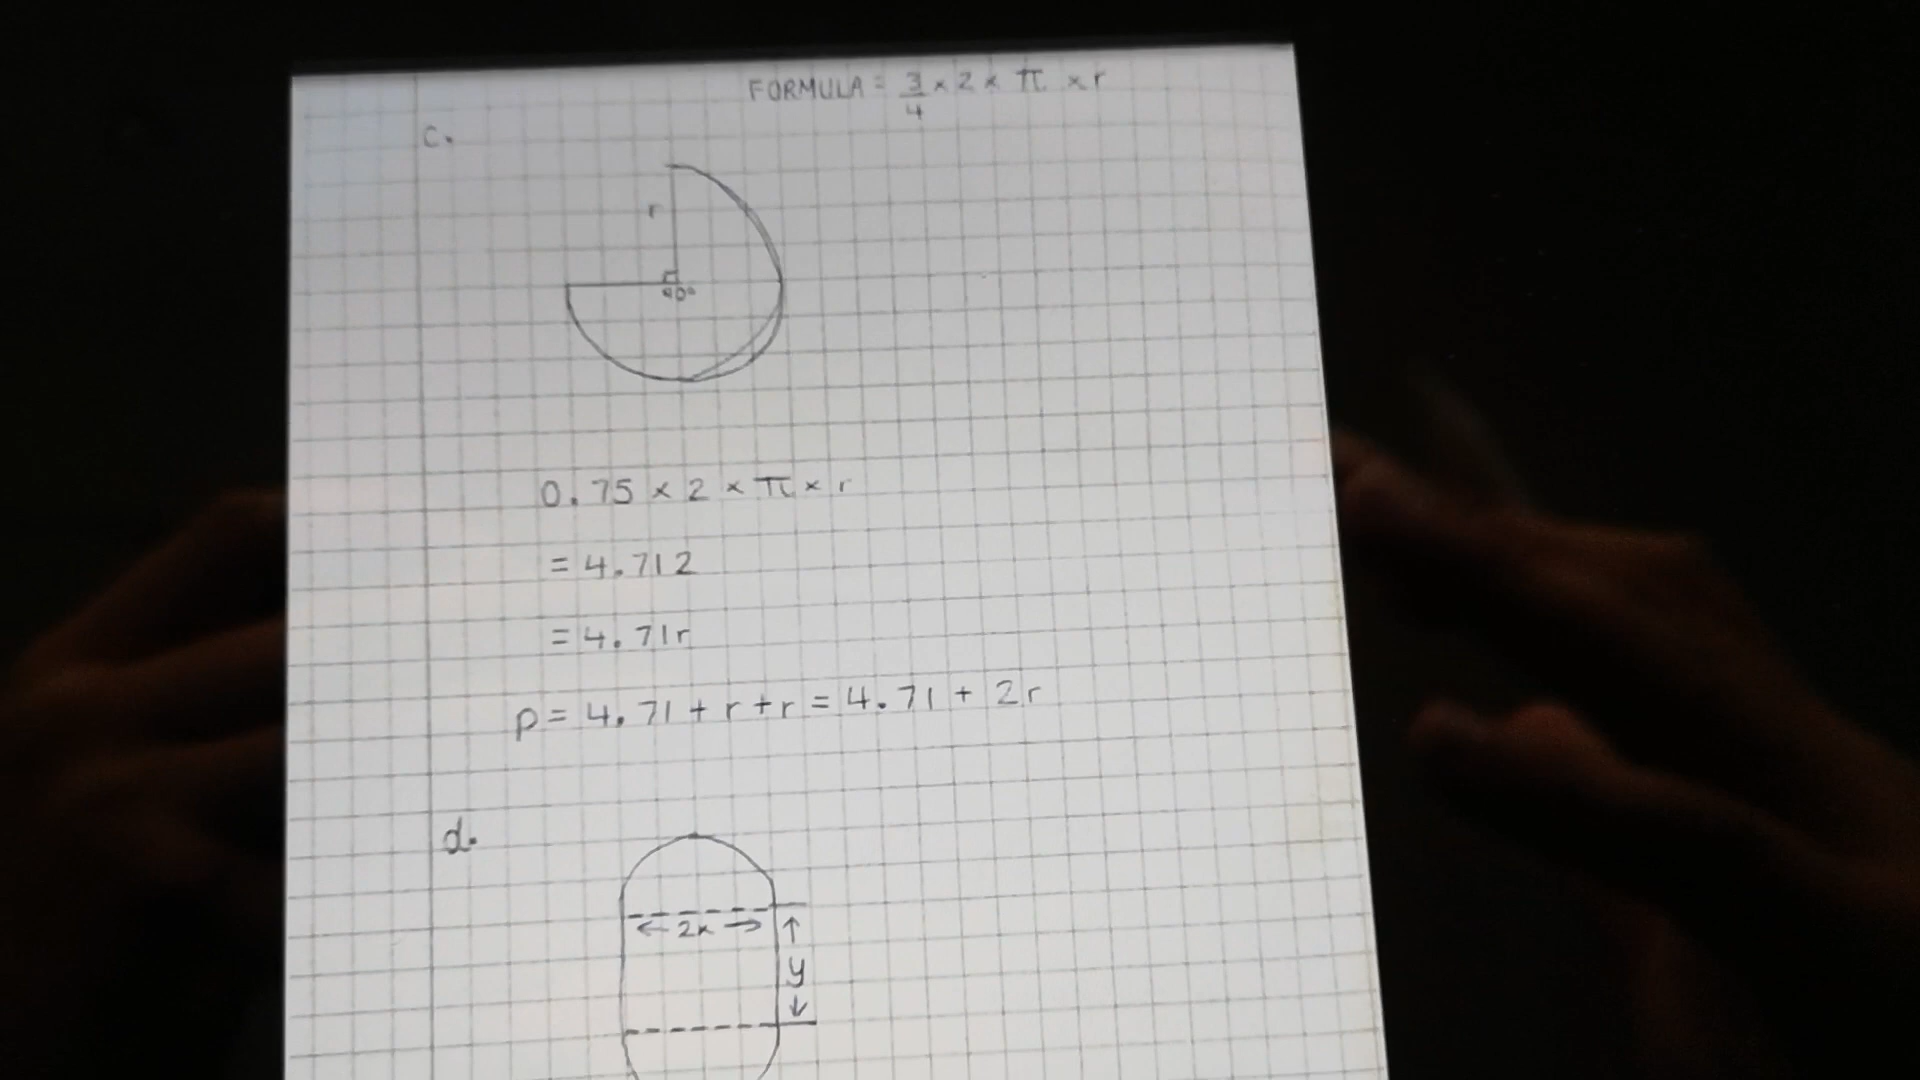 FORMULA = 3/4 × 2 × π × r
c.
r
90°
0.75 × 2 × π × r
= 4.712
= 4.71r
p = 4.71 + r + r = 4.71 + 2r
d.
← 2x →
↑
y
↓